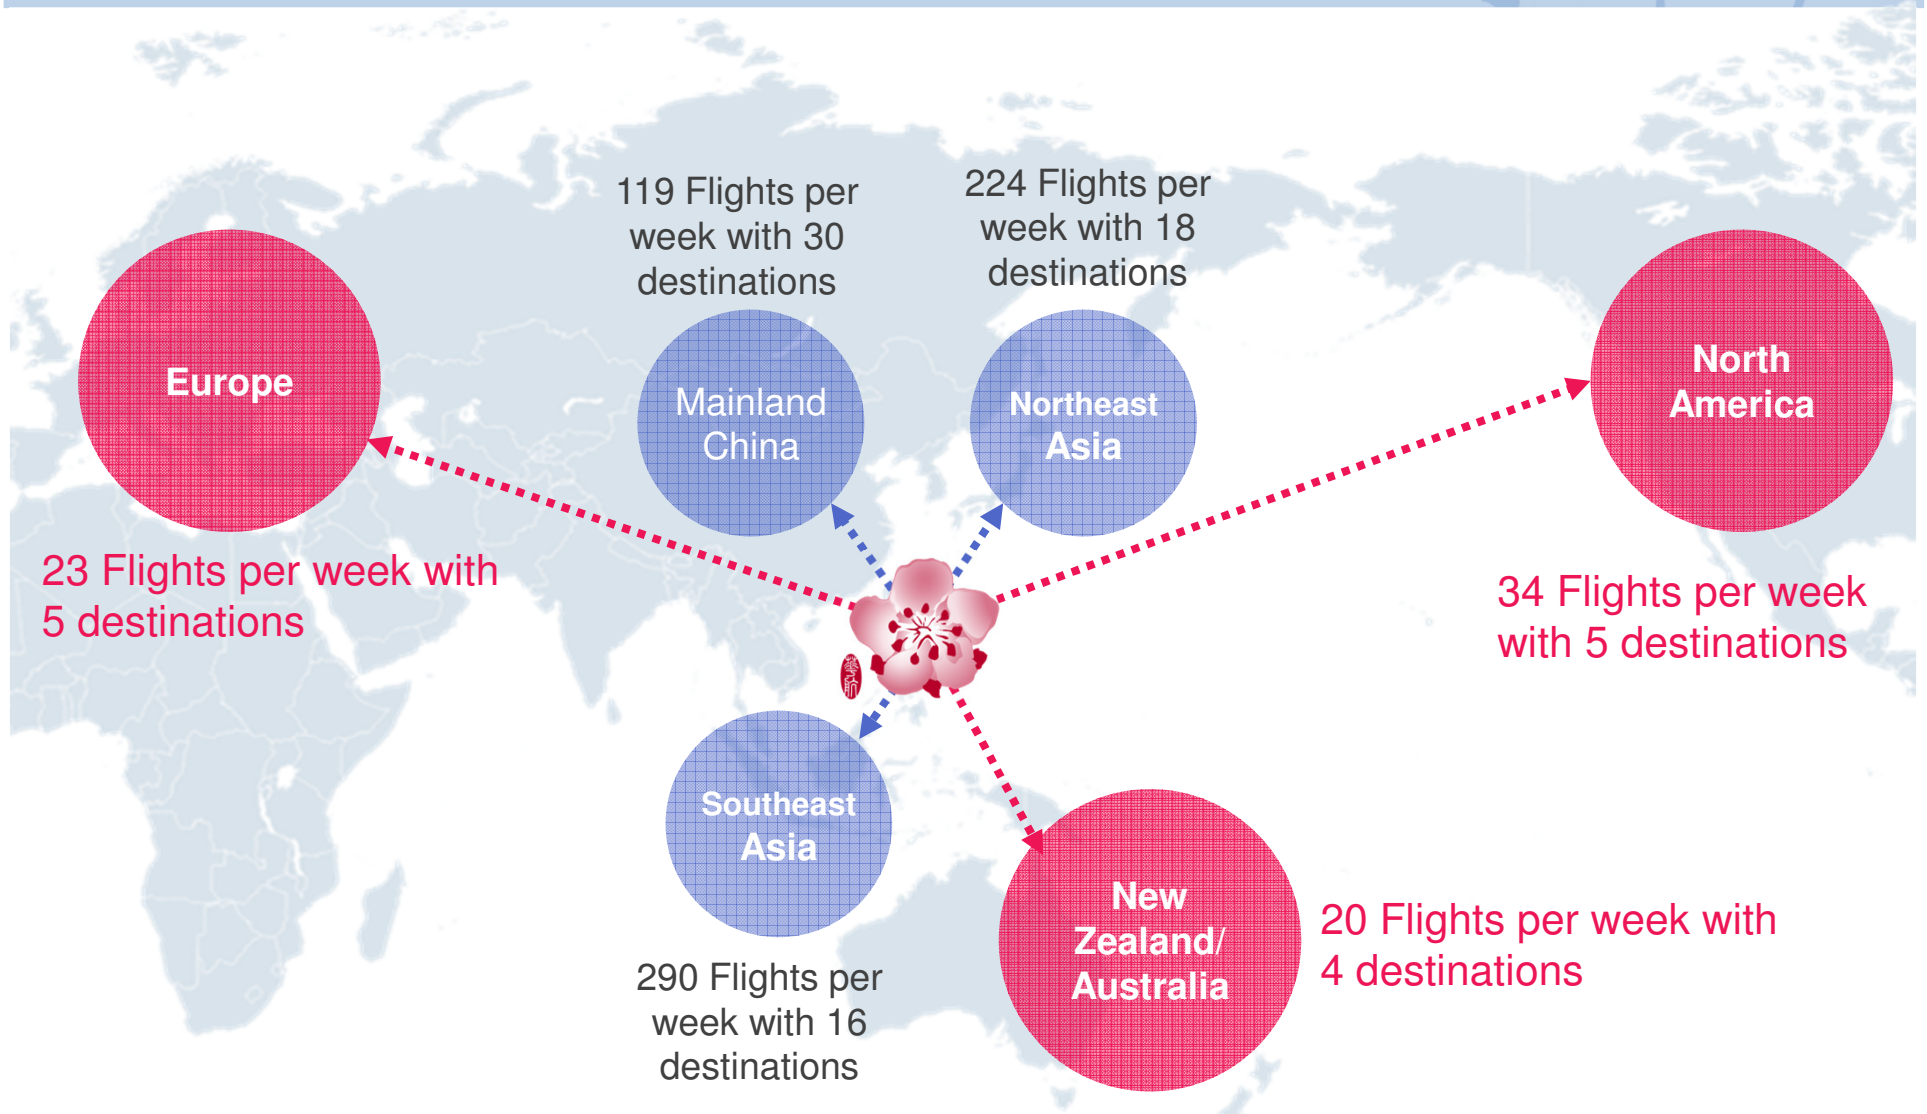 119 Flights per
week with 30
destinations
224 Flights per
week with 18
destinations
Europe
Mainland
China
Northeast
Asia
North
America
23 Flights per week with
5 destinations
34 Flights per week
with 5 destinations
Southeast
Asia
290 Flights per
week with 16
destinations
New
Zealand/
Australia
20 Flights per week with
4 destinations